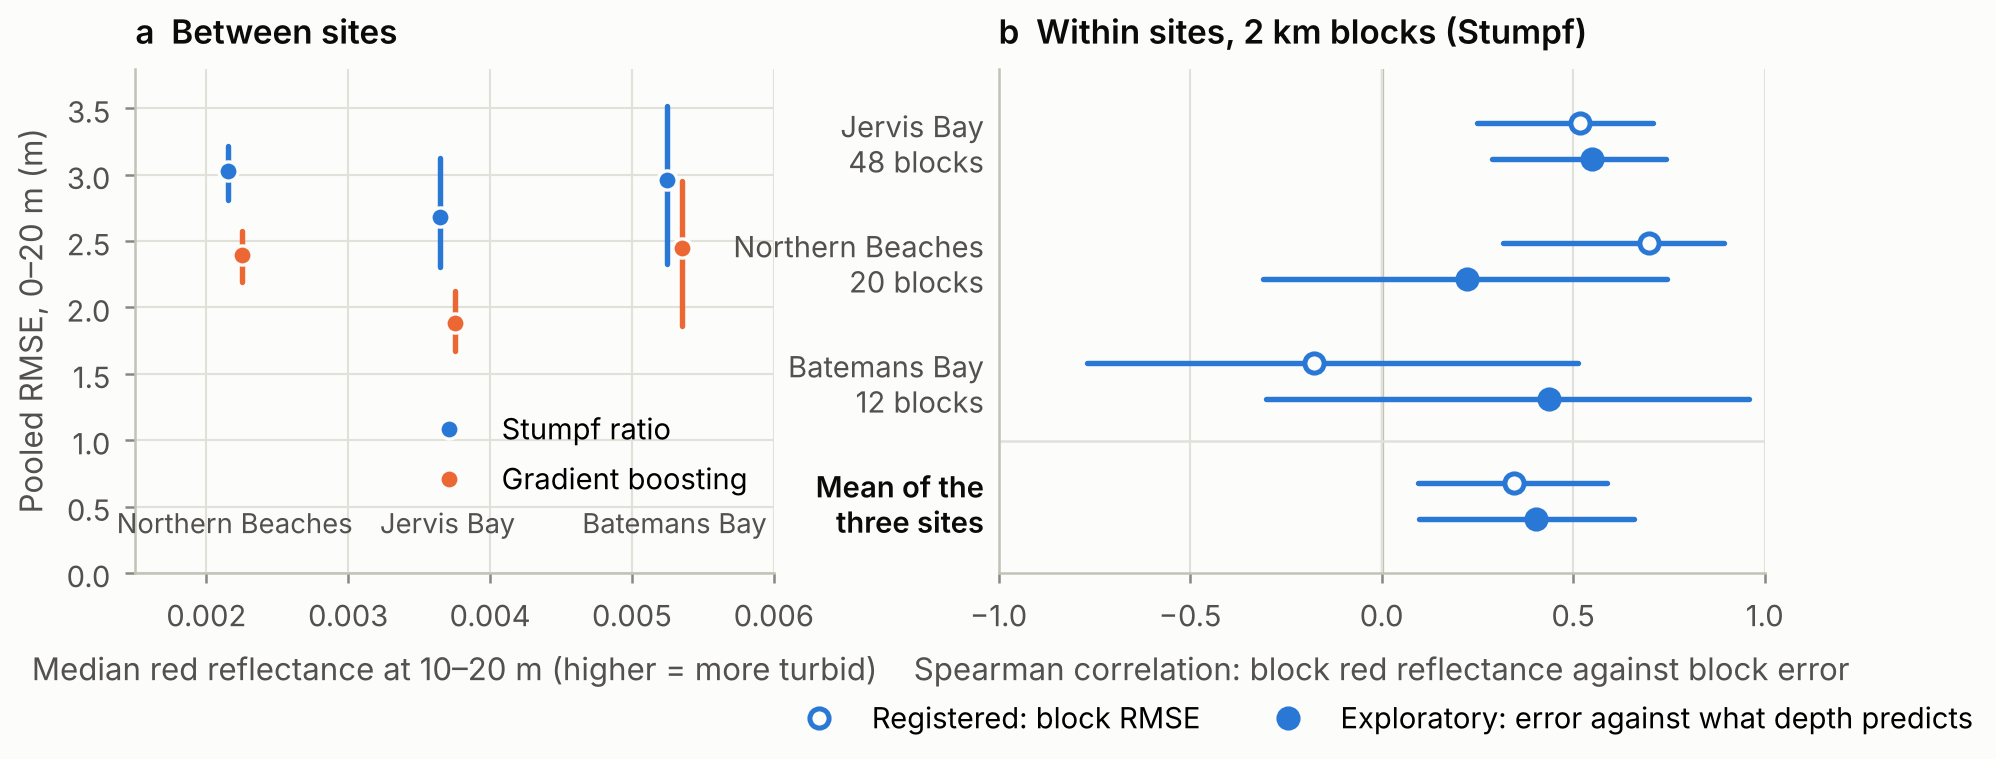 a Between sites
Pooled RMSE, 0–20 m (m)
3.5
3.0
2.5
2.0
1.5
1.0
0.5
0.0
Stumpf ratio
Gradient boosting
Northern Beaches
Jervis Bay
Batemans Bay
0.002
0.003
0.004
0.005
0.006
Median red reflectance at 10–20 m (higher = more turbid)
b Within sites, 2 km blocks (Stumpf)
Jervis Bay
48 blocks
Northern Beaches
20 blocks
Batemans Bay
12 blocks
Mean of the
three sites
−1.0
−0.5
0.0
0.5
1.0
Spearman correlation: block red reflectance against block error
Registered: block RMSE
Exploratory: error against what depth predicts